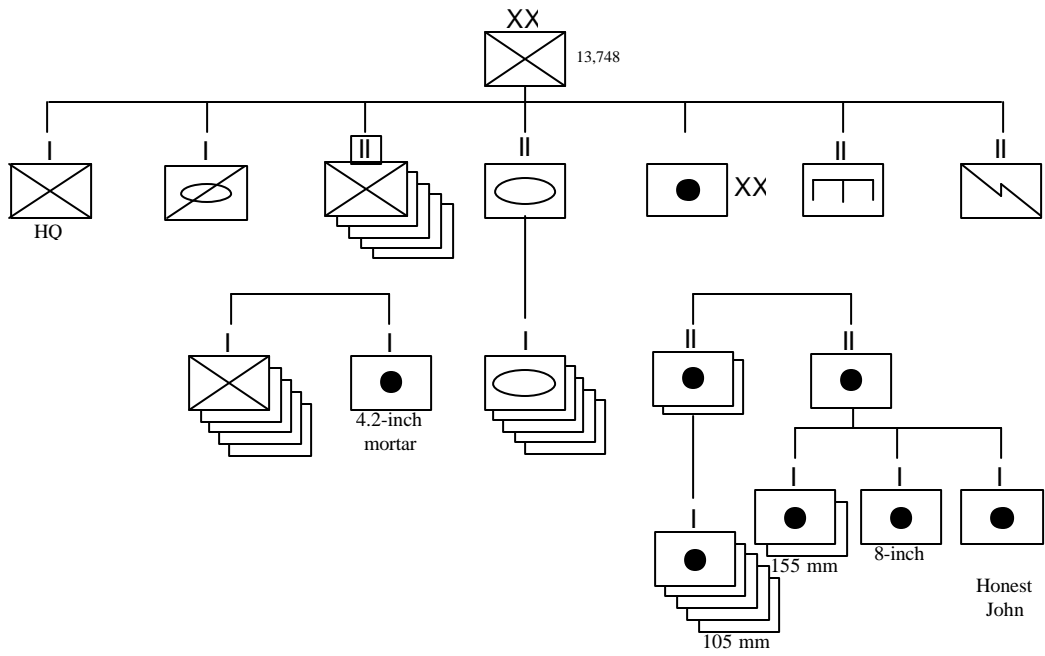 XX
13,748
I
I
II
II
XX
II
II
HQ
I
I
I
II
II
4.2-inch
mortar
I
I
I
I
155 mm
8-inch
Honest
John
105 mm